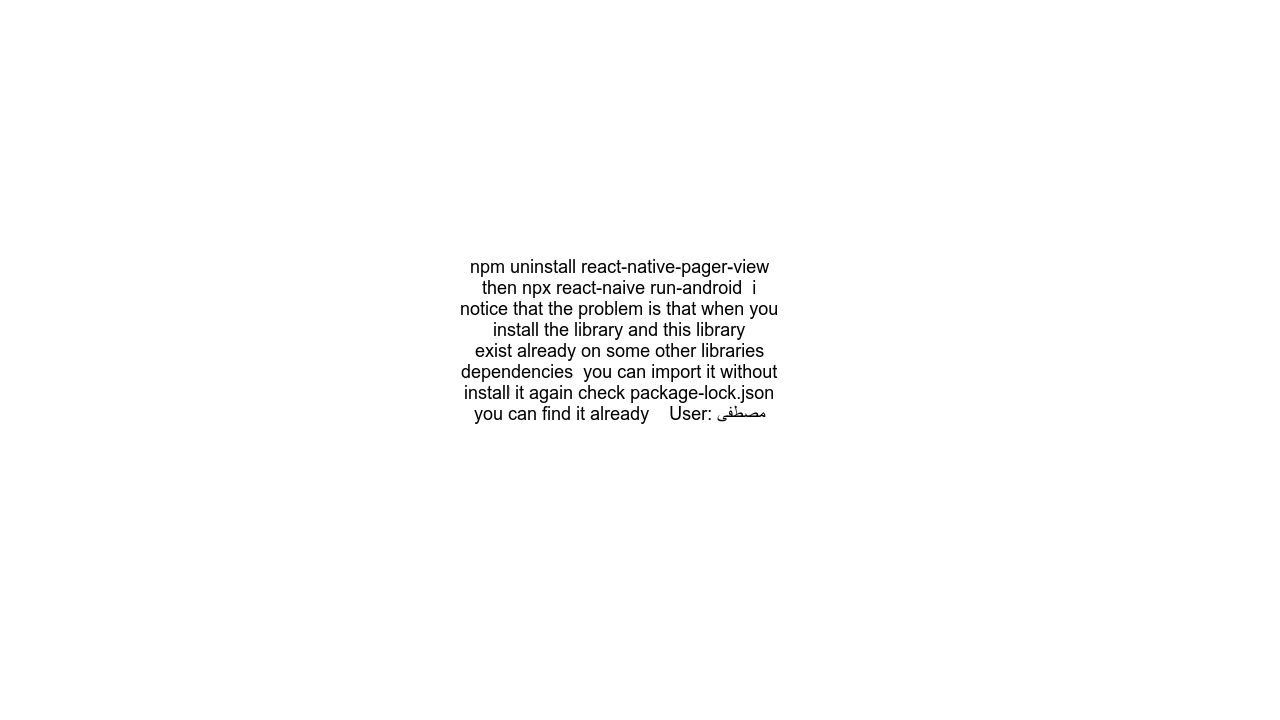 npm uninstall react-native-pager-view
then npx react-naive run-android  i
notice that the problem is that when you
install the library and this library
exist already on some other libraries
dependencies  you can import it without
install it again check package-lock.json
you can find it already    User: مصطفى